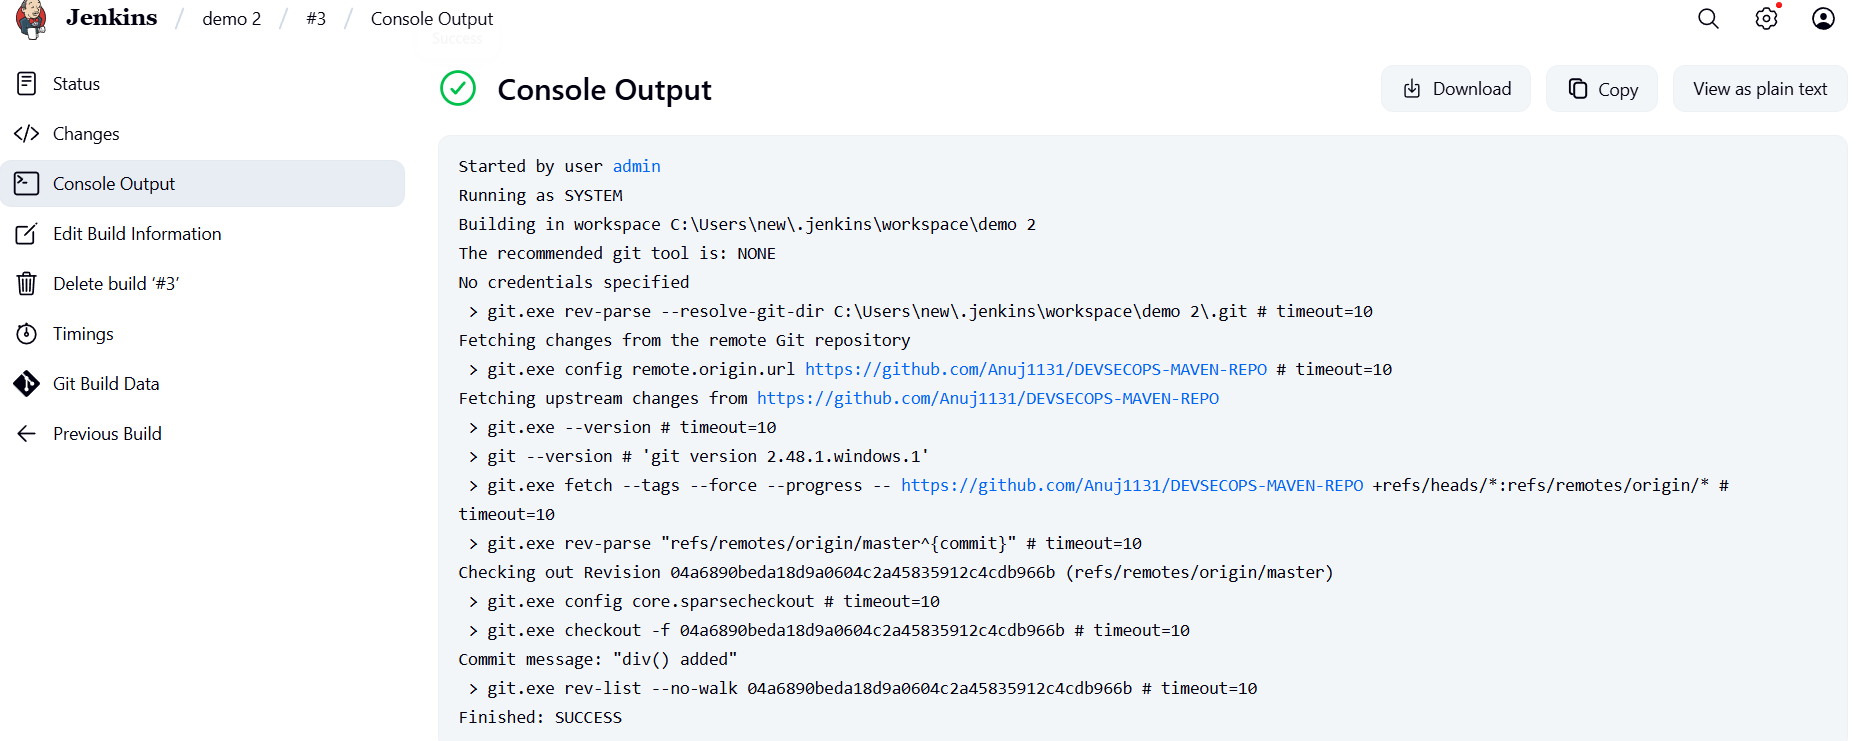 Jenkins / demo 2 / #3 / Console Output
Success
Status
Changes
Console Output
Edit Build Information
Delete build ‘#3’
Timings
Git Build Data
Previous Build
Console Output
Download
Copy
View as plain text
Started by user admin
Running as SYSTEM
Building in workspace C:\Users\new\.jenkins\workspace\demo 2
The recommended git tool is: NONE
No credentials specified
> git.exe rev-parse --resolve-git-dir C:\Users\new\.jenkins\workspace\demo 2\.git # timeout=10
Fetching changes from the remote Git repository
> git.exe config remote.origin.url https://github.com/Anuj1131/DEVSECOPS-MAVEN-REPO # timeout=10
Fetching upstream changes from https://github.com/Anuj1131/DEVSECOPS-MAVEN-REPO
> git.exe --version # timeout=10
> git --version # 'git version 2.48.1.windows.1'
> git.exe fetch --tags --force --progress -- https://github.com/Anuj1131/DEVSECOPS-MAVEN-REPO +refs/heads/*:refs/remotes/origin/* #
timeout=10
> git.exe rev-parse "refs/remotes/origin/master^{commit}" # timeout=10
Checking out Revision 04a6890beda18d9a0604c2a45835912c4cdb966b (refs/remotes/origin/master)
> git.exe config core.sparsecheckout # timeout=10
> git.exe checkout -f 04a6890beda18d9a0604c2a45835912c4cdb966b # timeout=10
Commit message: "div() added"
> git.exe rev-list --no-walk 04a6890beda18d9a0604c2a45835912c4cdb966b # timeout=10
Finished: SUCCESS